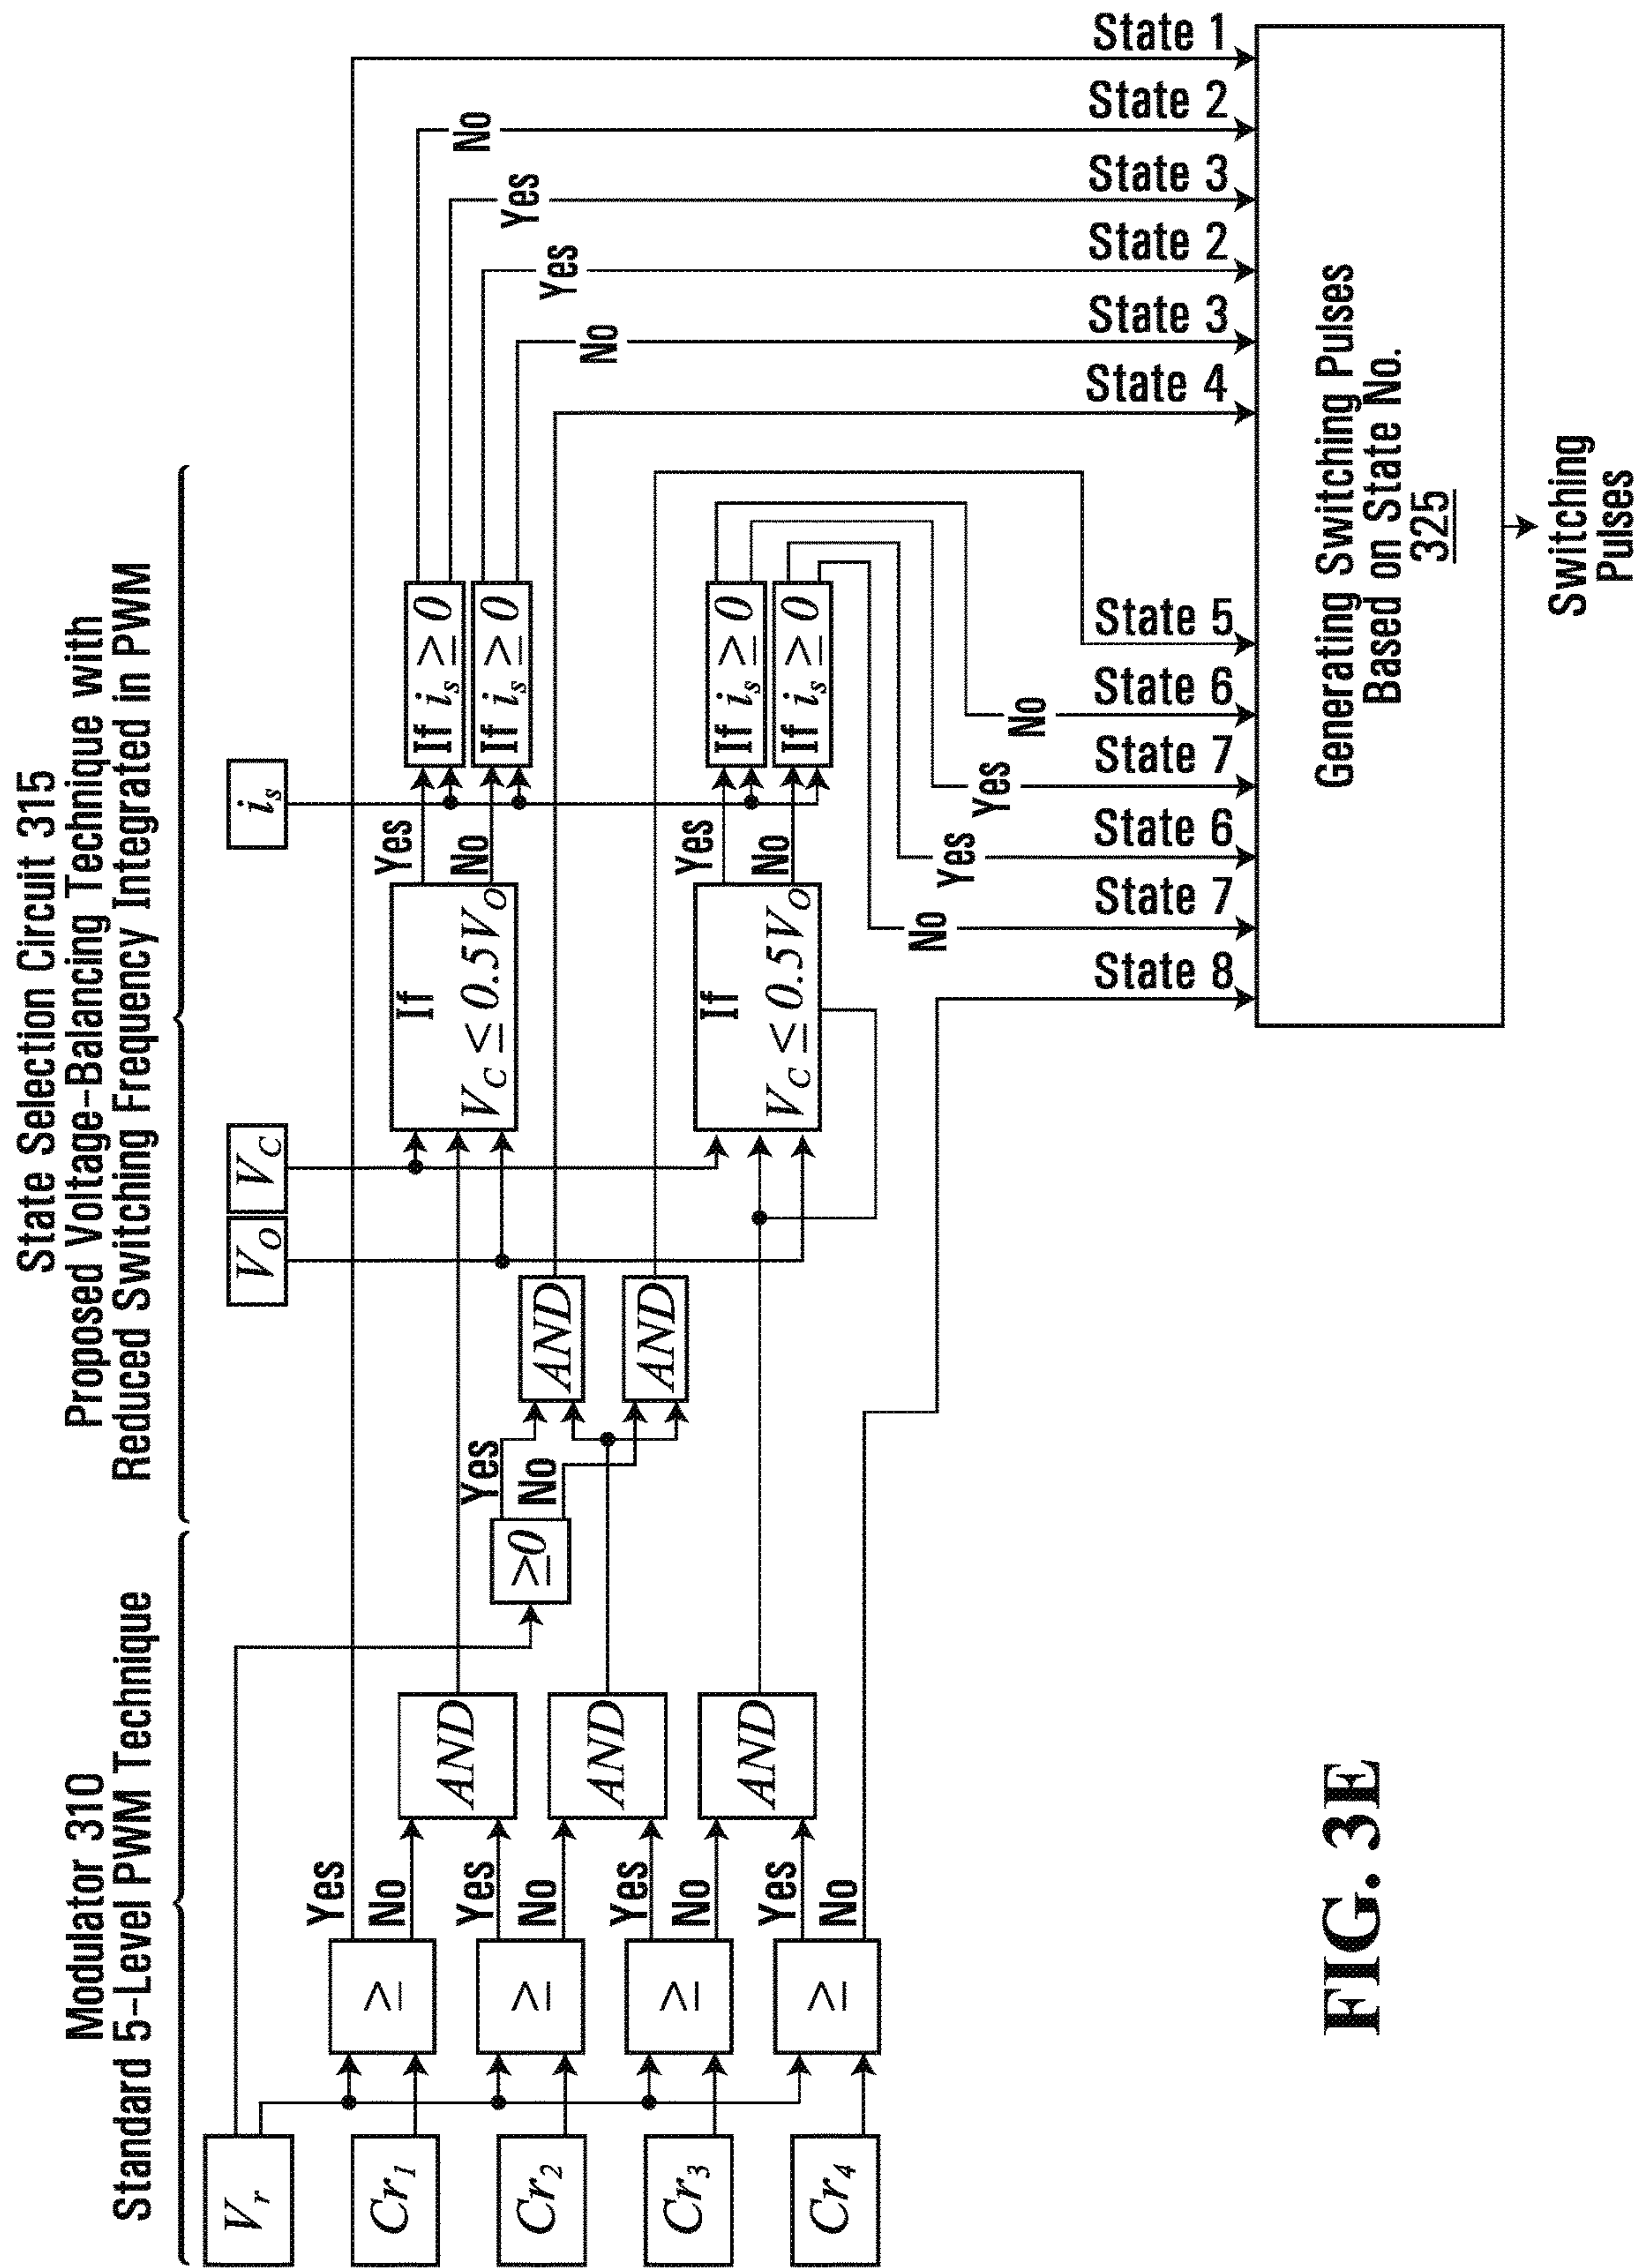 Modulator 310
Standard 5-Level PWM Technique
State Selection Circuit 315
Proposed Voltage-Balancing Technique with
Reduced Switching Frequency Integrated in PWM
V_r
Cr_1
Cr_2
Cr_3
Cr_4
≥
≥
≥
≥
Yes
No
Yes
No
Yes
No
Yes
No
AND
AND
AND
≥0
Yes
No
AND
AND
V_O
V_C
i_s
If
V_C ≤ 0.5V_O
Yes
No
If
V_C ≤ 0.5V_O
Yes
No
If i_s ≥ 0
If i_s ≥ 0
If i_s ≥ 0
If i_s ≥ 0
No
Yes
Yes
No
No
Yes
Yes
No
State 1
State 2
State 3
State 2
State 3
State 4
State 5
State 6
State 7
State 6
State 7
State 8
Generating Switching Pulses
Based on State No.
325
Switching
Pulses
FIG. 3E